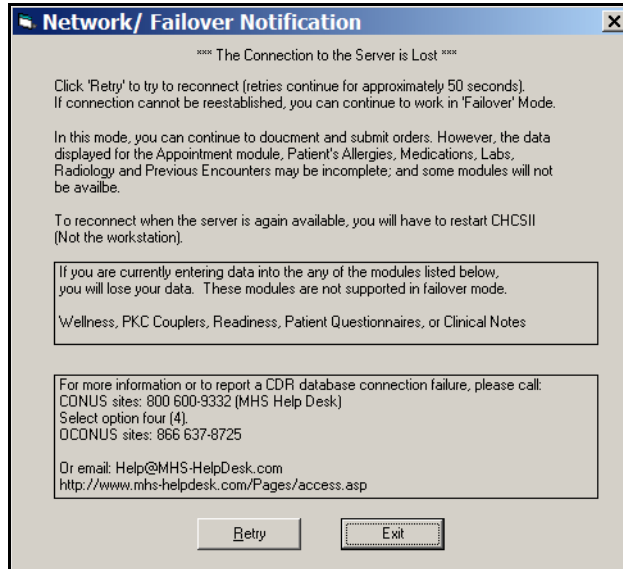 Network/ Failover Notification
*** The Connection to the Server is Lost ***
Click 'Retry' to try to reconnect (retries continue for approximately 50 seconds).
If connection cannot be reestablished, you can continue to work in 'Failover' Mode.
In this mode, you can continue to doucment and submit orders. However, the data
displayed for the Appointment module, Patient's Allergies, Medications, Labs,
Radiology and Previous Encounters may be incomplete; and some modules will not
be availbe.
To reconnect when the server is again available, you will have to restart CHCSII
(Not the workstation).
If you are currently entering data into the any of the modules listed below,
you will lose your data. These modules are not supported in failover mode.
Wellness, PKC Couplers, Readiness, Patient Questionnaires, or Clinical Notes
For more information or to report a CDR database connection failure, please call:
CONUS sites: 800 600-9332 (MHS Help Desk)
Select option four (4).
OCONUS sites: 866 637-8725
Or email: Help@MHS-HelpDesk.com
http://www.mhs-helpdesk.com/Pages/access.asp
Retry Exit